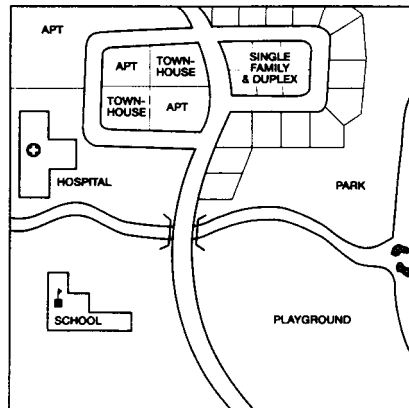 APT
APT
TOWN-
HOUSE
SINGLE
FAMILY
& DUPLEX
TOWN-
HOUSE
APT
HOSPITAL
PARK
SCHOOL
PLAYGROUND